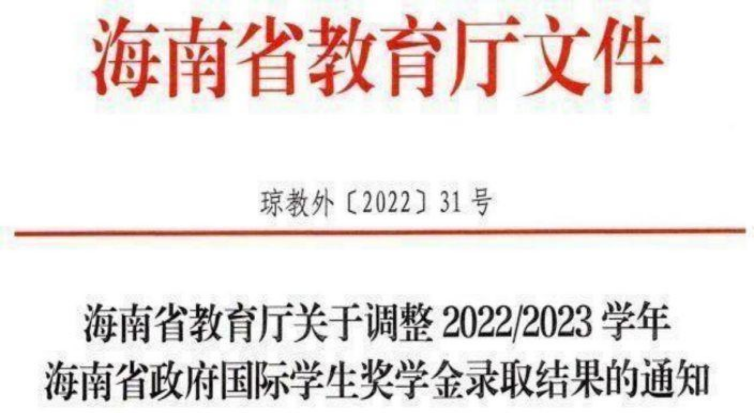 海南省教育厅文件
琼教外〔2022〕31 号
海南省教育厅关于调整 2022/2023 学年
海南省政府国际学生奖学金录取结果的通知